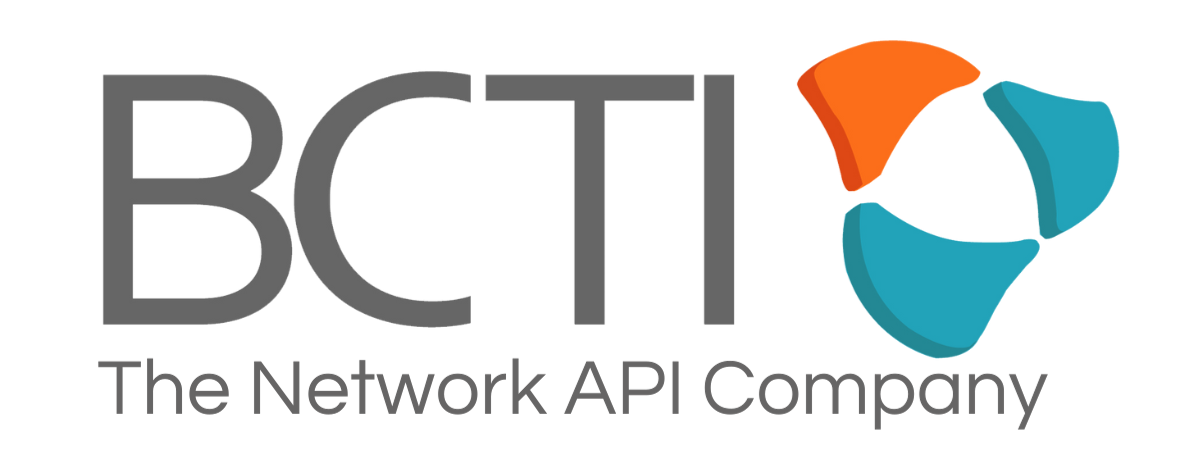 BCTI
The Network API Company